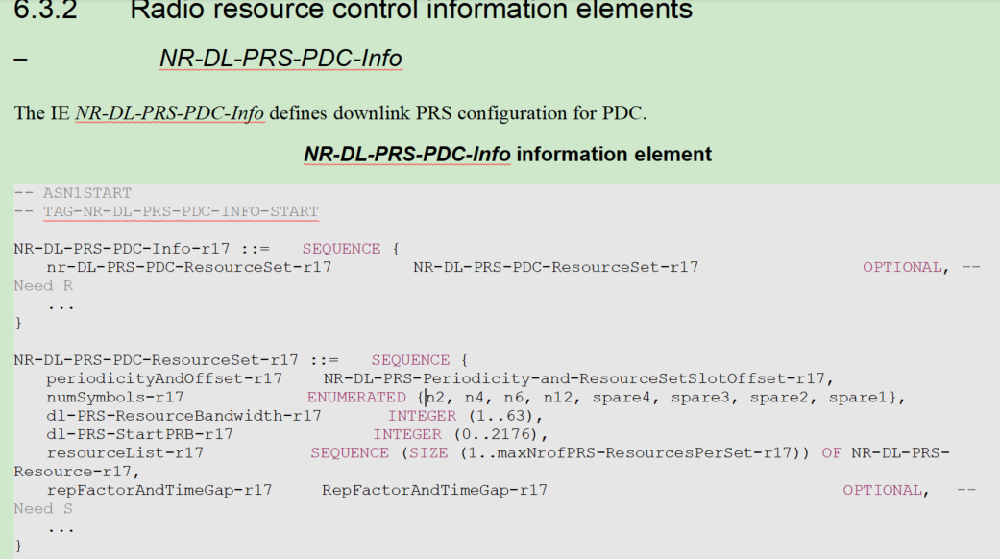 6.3.2 Radio resource control information elements
– NR-DL-PRS-PDC-Info
The IE NR-DL-PRS-PDC-Info defines downlink PRS configuration for PDC.
NR-DL-PRS-PDC-Info information element
-- ASN1START
-- TAG-NR-DL-PRS-PDC-INFO-START
NR-DL-PRS-PDC-Info-r17 ::= SEQUENCE {
nr-DL-PRS-PDC-ResourceSet-r17 NR-DL-PRS-PDC-ResourceSet-r17 OPTIONAL, --
Need R
...
}
NR-DL-PRS-PDC-ResourceSet-r17 ::= SEQUENCE {
periodicityAndOffset-r17 NR-DL-PRS-Periodicity-and-ResourceSetSlotOffset-r17,
numSymbols-r17 ENUMERATED {n2, n4, n6, n12, spare4, spare3, spare2, spare1},
dl-PRS-ResourceBandwidth-r17 INTEGER (1..63),
dl-PRS-StartPRB-r17 INTEGER (0..2176),
resourceList-r17 SEQUENCE (SIZE (1..maxNrofPRS-ResourcesPerSet-r17)) OF NR-DL-PRS-
Resource-r17,
repFactorAndTimeGap-r17 RepFactorAndTimeGap-r17 OPTIONAL, --
Need S
...
}